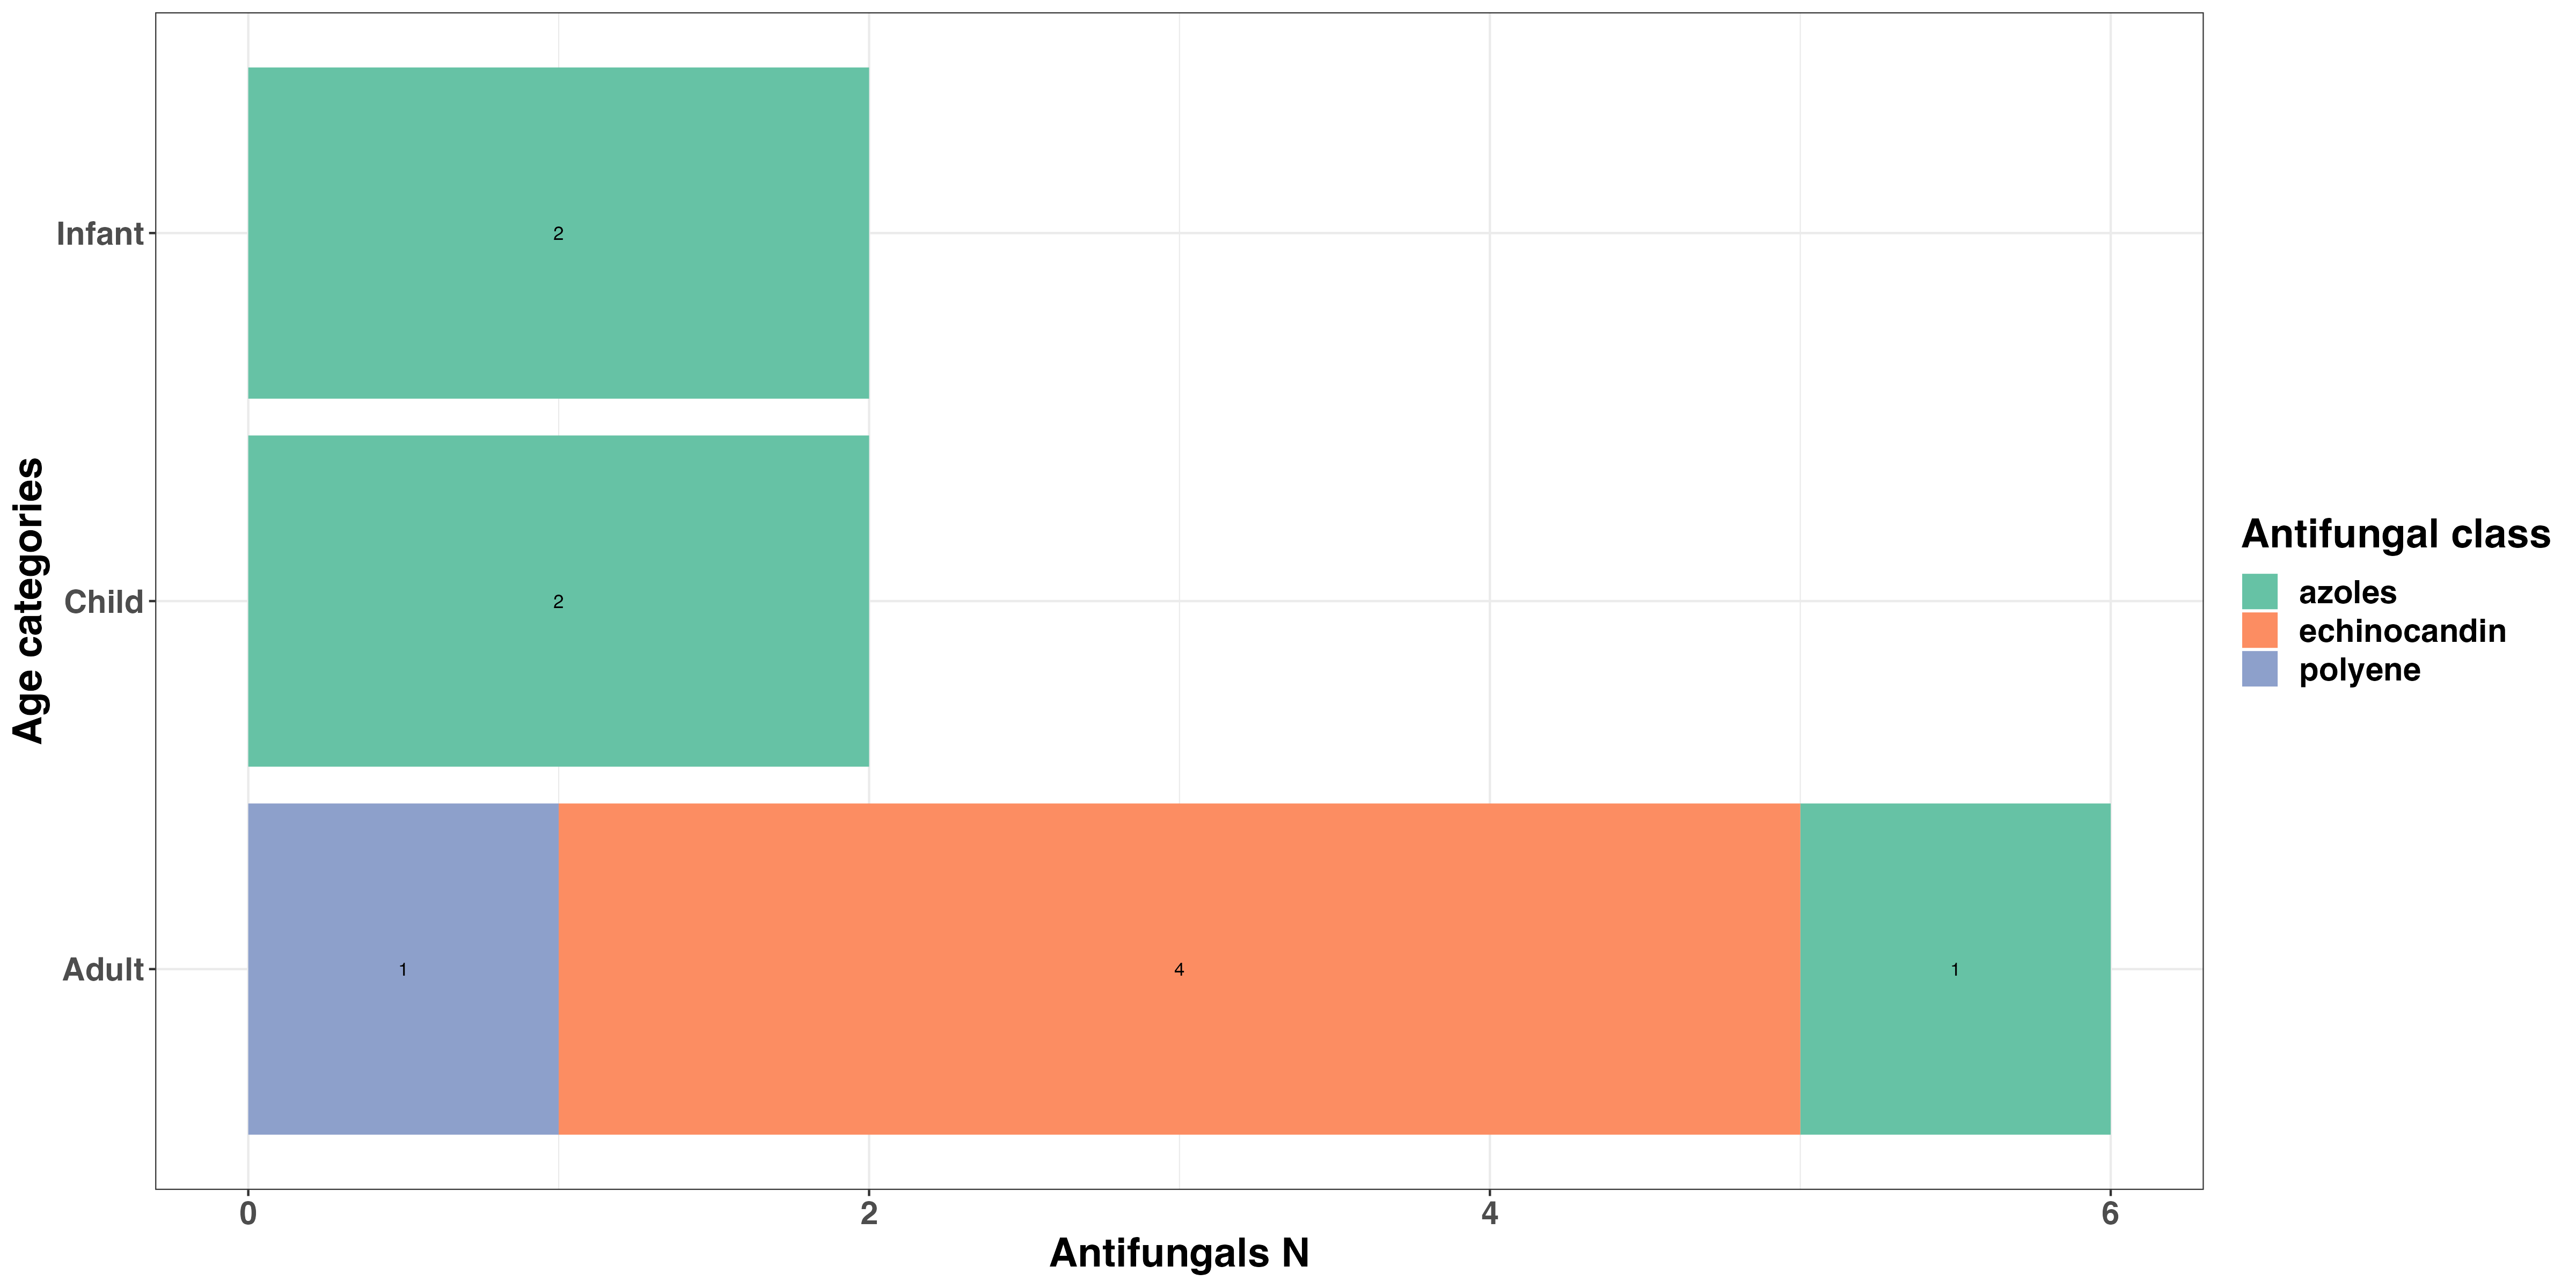 Age categories
Infant
Child
Adult
2
2
1
4
1
0
2
4
6
Antifungals N
Antifungal class
azoles
echinocandin
polyene